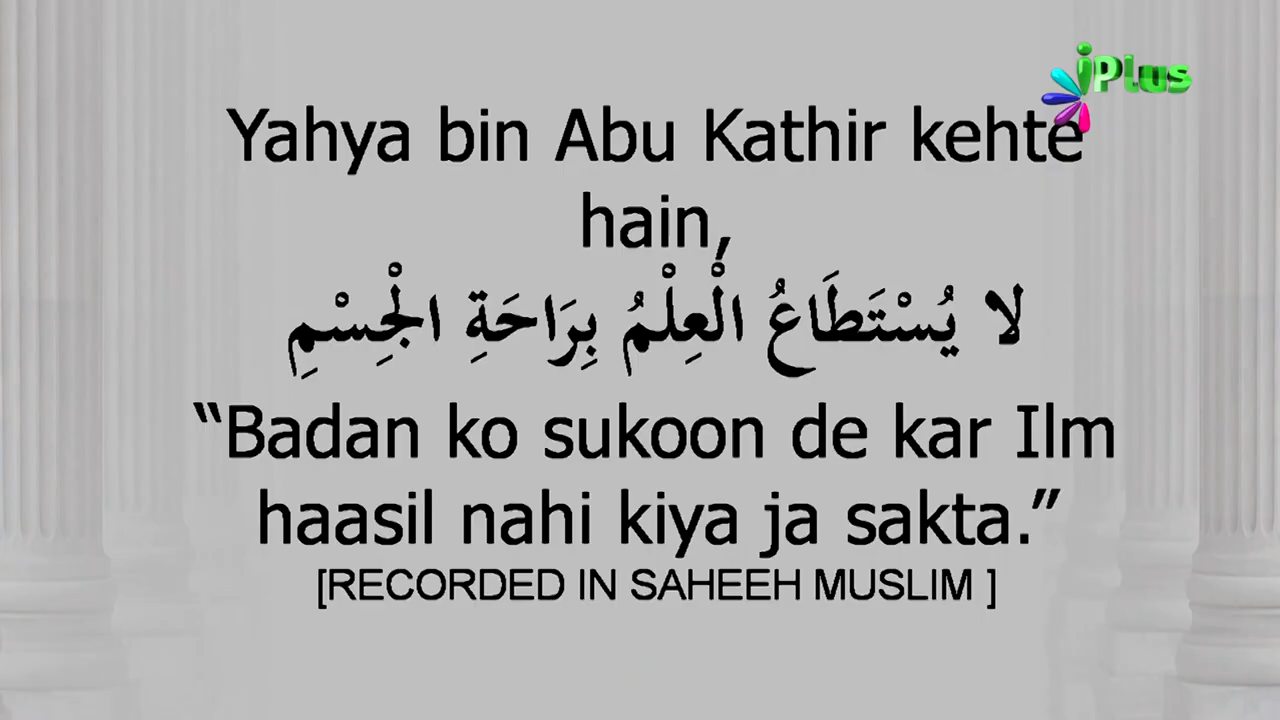 iPlus
Yahya bin Abu Kathir kehte
hain,
لا يُسْتَطَاعُ الْعِلْمُ بِرَاحَةِ الْجِسْمِ
“Badan ko sukoon de kar Ilm
haasil nahi kiya ja sakta.”
[RECORDED IN SAHEEH MUSLIM ]